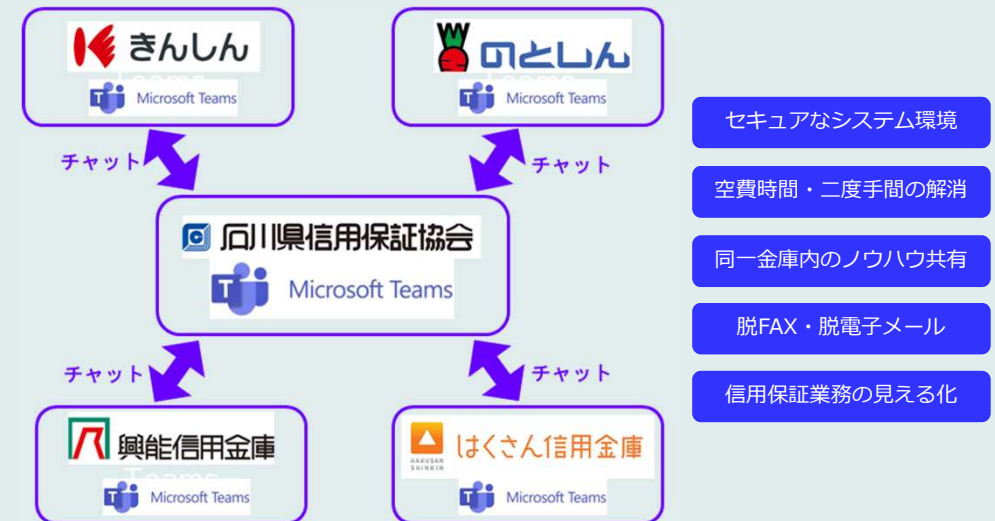 きんしん
Teams
Microsoft Teams
のとしん
Teams
Microsoft Teams
チャット
チャット
石川県信用保証協会
Microsoft Teams
チャット
チャット
興能信用金庫
Teams
Microsoft Teams
はくさん信用金庫
HAKUSAN
SHINKIN
Microsoft Teams
セキュアなシステム環境
空費時間・二度手間の解消
同一金庫内のノウハウ共有
脱FAX・脱電子メール
信用保証業務の見える化